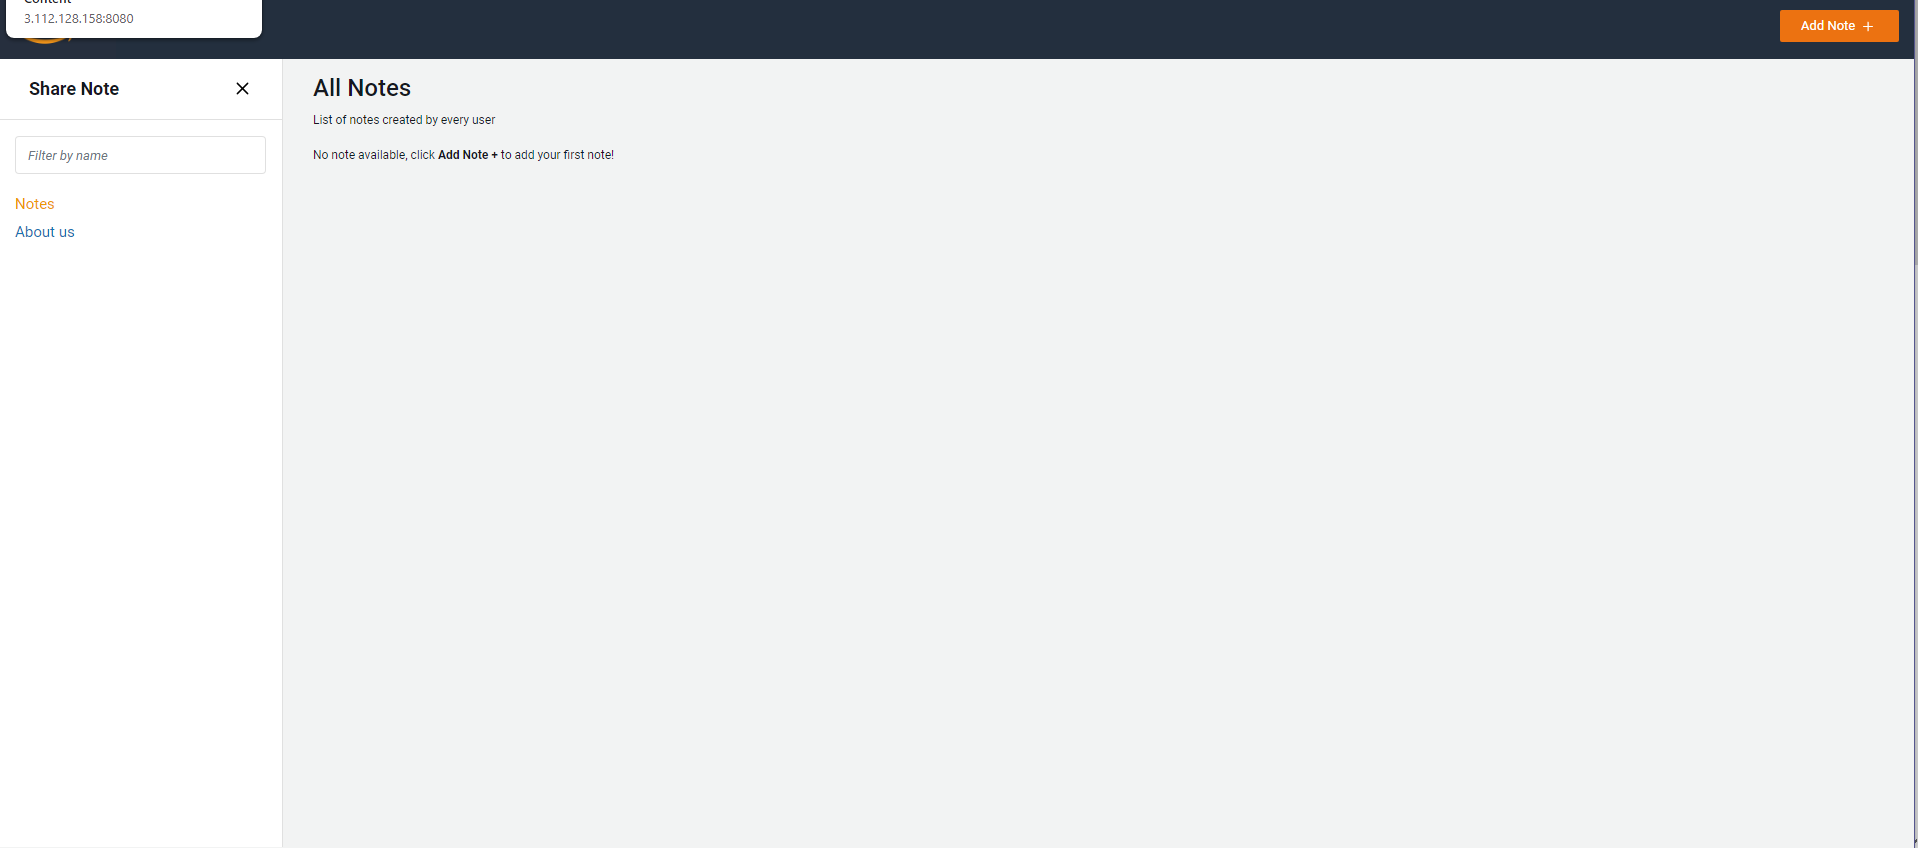 Content
3.112.128.158:8080
Add Note +
Share Note
Filter by name
Notes
About us
All Notes
List of notes created by every user
No note available, click Add Note + to add your first note!